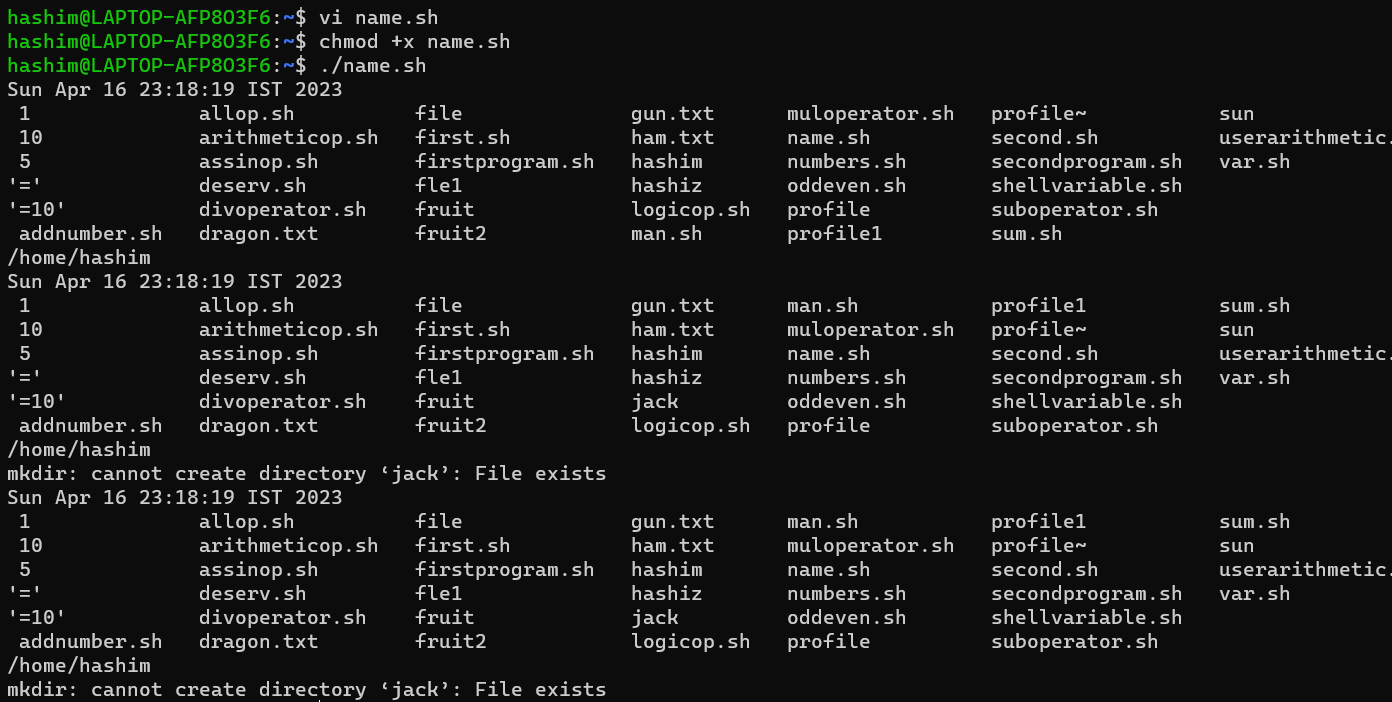 hashim@LAPTOP-AFP8O3F6:~$ vi name.sh
hashim@LAPTOP-AFP8O3F6:~$ chmod +x name.sh
hashim@LAPTOP-AFP8O3F6:~$ ./name.sh
Sun Apr 16 23:18:19 IST 2023
 1              allop.sh          file              gun.txt      muloperator.sh   profile~           sun
 10             arithmeticop.sh   first.sh          ham.txt      name.sh          second.sh          userarithmetic.
 5              assinop.sh        firstprogram.sh   hashim       numbers.sh       secondprogram.sh   var.sh
'='             deserv.sh         fle1              hashiz       oddeven.sh       shellvariable.sh
'=10'           divoperator.sh    fruit             logicop.sh   profile          suboperator.sh
 addnumber.sh   dragon.txt        fruit2            man.sh       profile1         sum.sh
/home/hashim
Sun Apr 16 23:18:19 IST 2023
 1              allop.sh          file              gun.txt      man.sh           profile1           sum.sh
 10             arithmeticop.sh   first.sh          ham.txt      muloperator.sh   profile~           sun
 5              assinop.sh        firstprogram.sh   hashim       name.sh          second.sh          userarithmetic.
'='             deserv.sh         fle1              hashiz       numbers.sh       secondprogram.sh   var.sh
'=10'           divoperator.sh    fruit             jack         oddeven.sh       shellvariable.sh
 addnumber.sh   dragon.txt        fruit2            logicop.sh   profile          suboperator.sh
/home/hashim
mkdir: cannot create directory ‘jack’: File exists
Sun Apr 16 23:18:19 IST 2023
 1              allop.sh          file              gun.txt      man.sh           profile1           sum.sh
 10             arithmeticop.sh   first.sh          ham.txt      muloperator.sh   profile~           sun
 5              assinop.sh        firstprogram.sh   hashim       name.sh          second.sh          userarithmetic.
'='             deserv.sh         fle1              hashiz       numbers.sh       secondprogram.sh   var.sh
'=10'           divoperator.sh    fruit             jack         oddeven.sh       shellvariable.sh
 addnumber.sh   dragon.txt        fruit2            logicop.sh   profile          suboperator.sh
/home/hashim
mkdir: cannot create directory ‘jack’: File exists